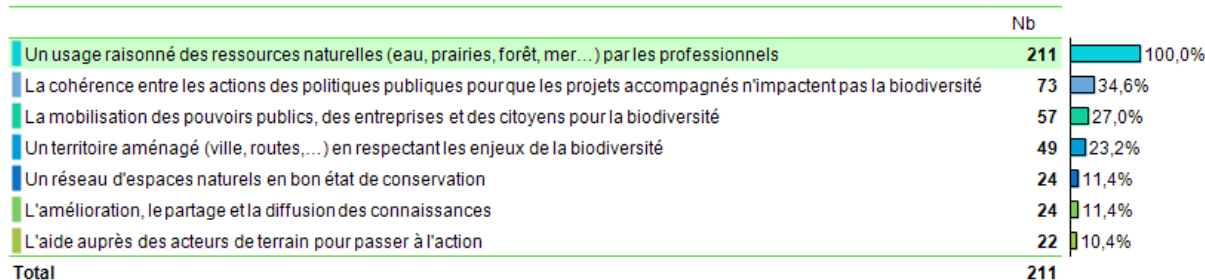 Nb
Un usage raisonné des ressources naturelles (eau, prairies, forêt, mer…) par les professionnels 211 100,0%
La cohérence entre les actions des politiques publiques pour que les projets accompagnés n'impactent pas la biodiversité 73 34,6%
La mobilisation des pouvoirs publics, des entreprises et des citoyens pour la biodiversité 57 27,0%
Un territoire aménagé (ville, routes,…) en respectant les enjeux de la biodiversité 49 23,2%
Un réseau d'espaces naturels en bon état de conservation 24 11,4%
L'amélioration, le partage et la diffusion des connaissances 24 11,4%
L'aide auprès des acteurs de terrain pour passer à l'action 22 10,4%
Total 211